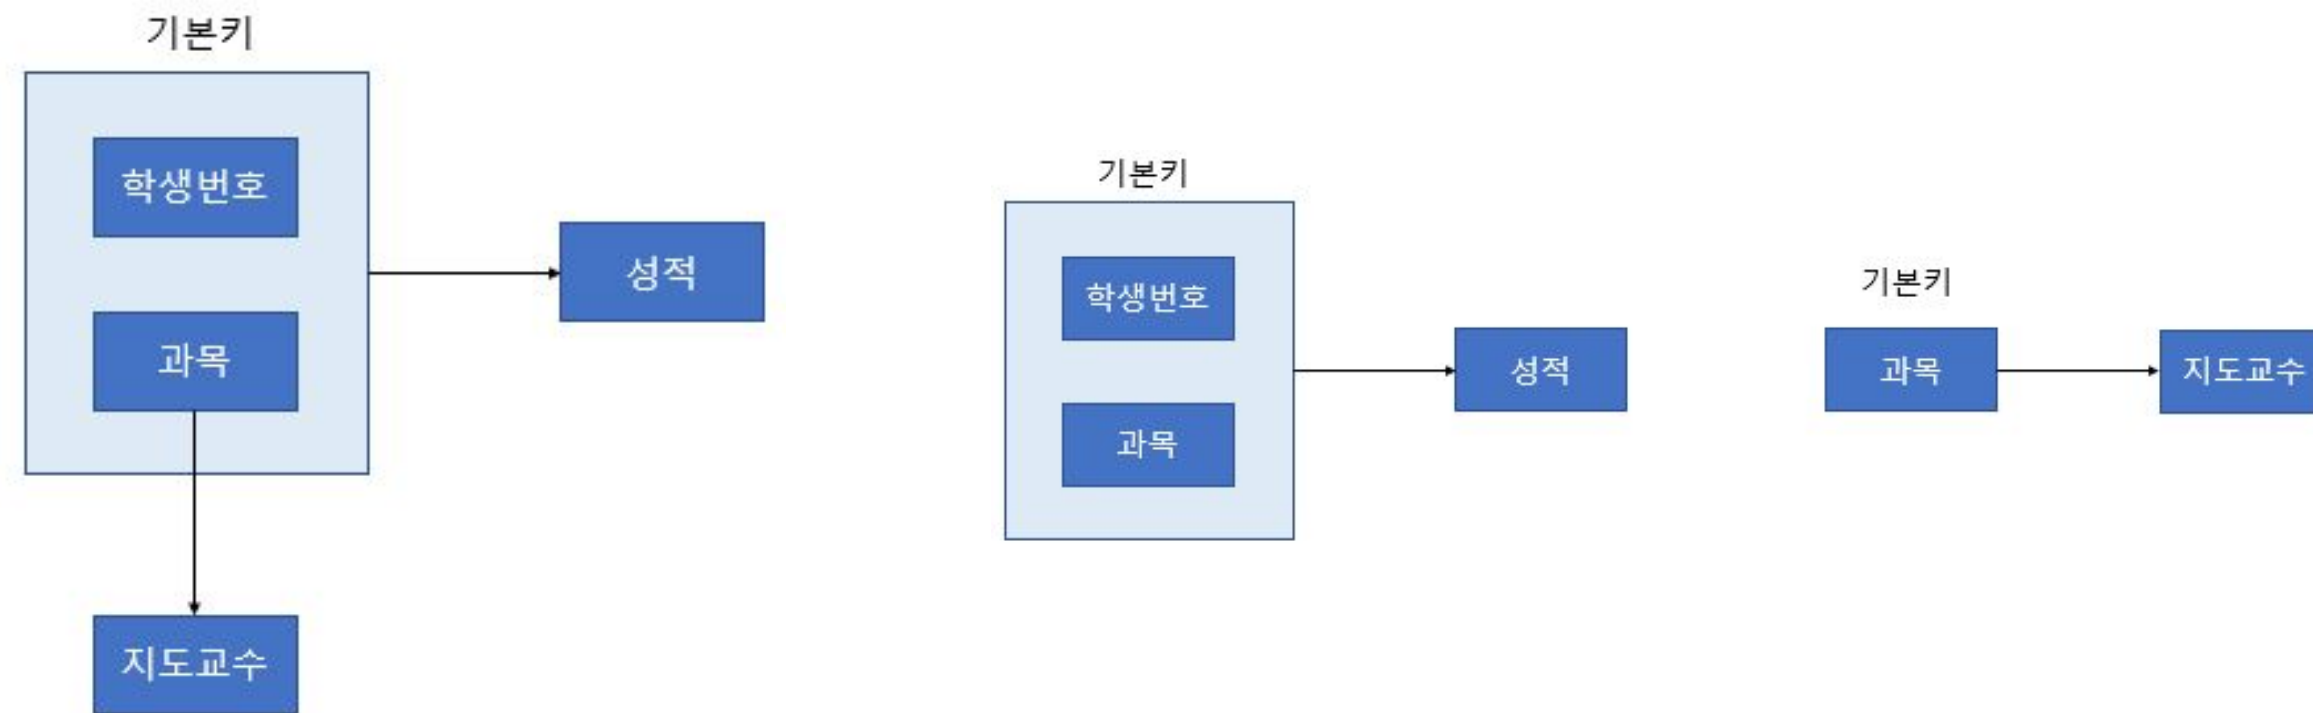 기본키
학생번호
과목
성적
지도교수
기본키
학생번호
과목
성적
기본키
과목
지도교수